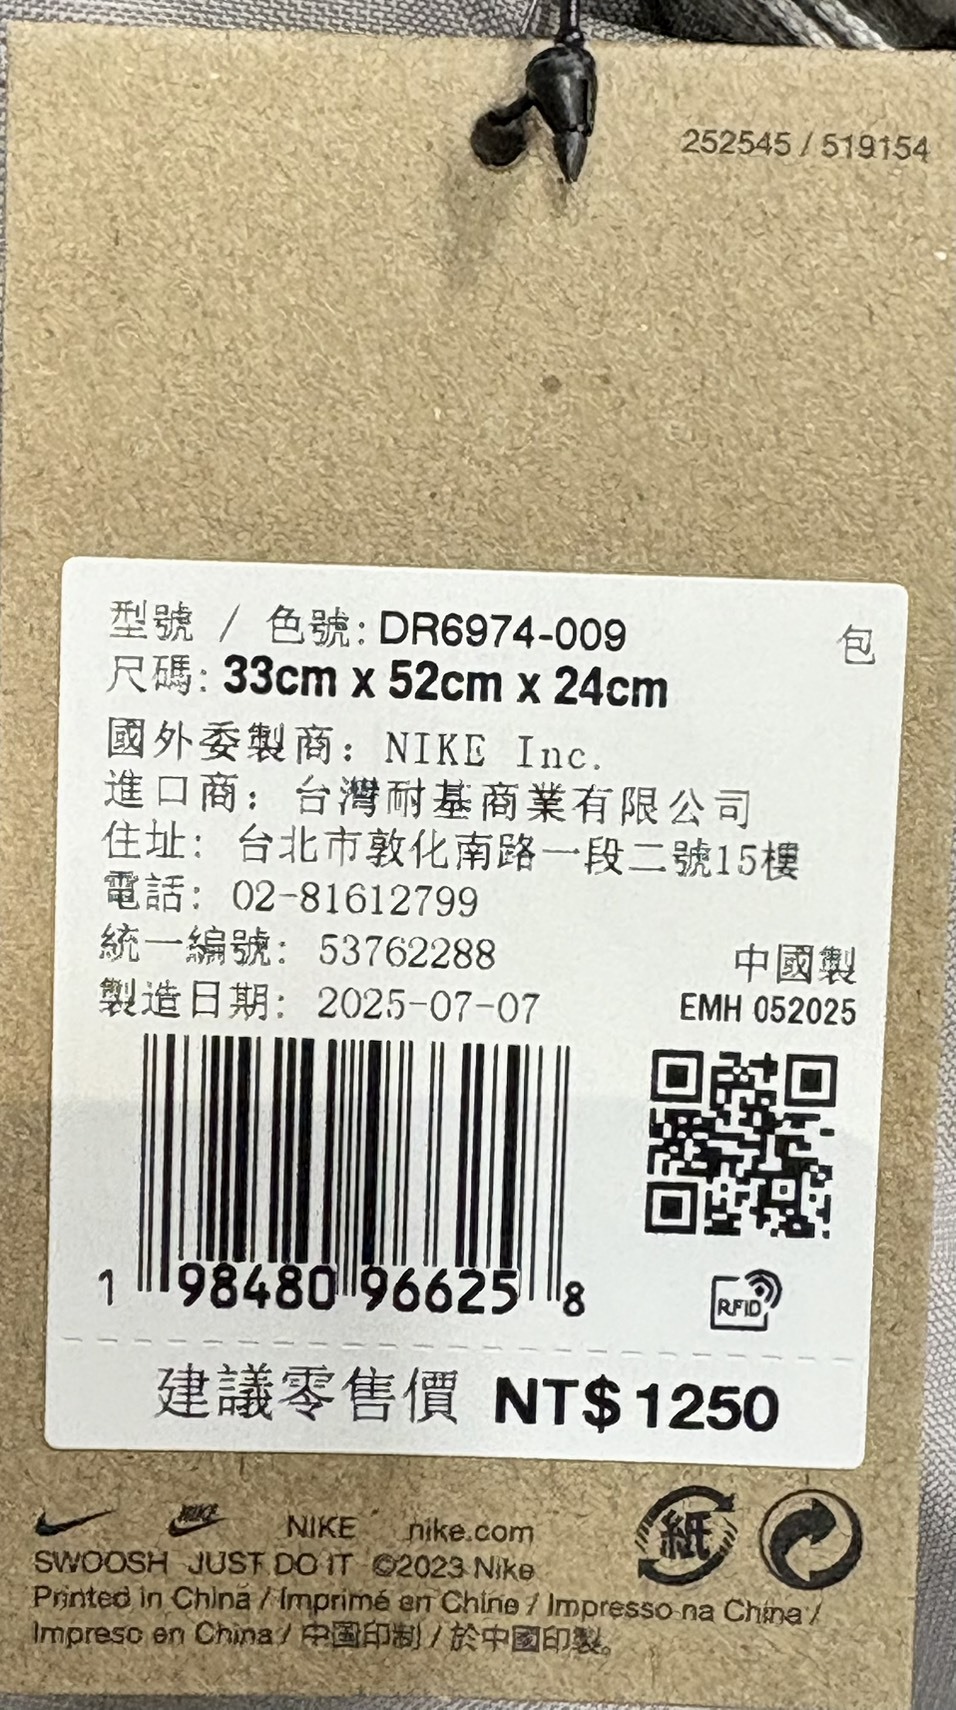 252545 / 519154
型號 / 色號: DR6974-009
包
尺碼: 33cm x 52cm x 24cm
國外委製商: NIKE Inc.
進口商: 台灣耐基商業有限公司
住址: 台北市敦化南路一段二號15樓
電話: 02-81612799
統一編號: 53762288
中國製
製造日期: 2025-07-07
EMH 052025
1 98480 96625 8
RFID
建議零售價 NT$1250
NIKE NIKE nike.com
紙
SWOOSH JUST DO IT ©2023 Nike
Printed in China / Imprimé en Chine / Impresso na China /
Impreso en China / 中国印制 / 於中國印製。